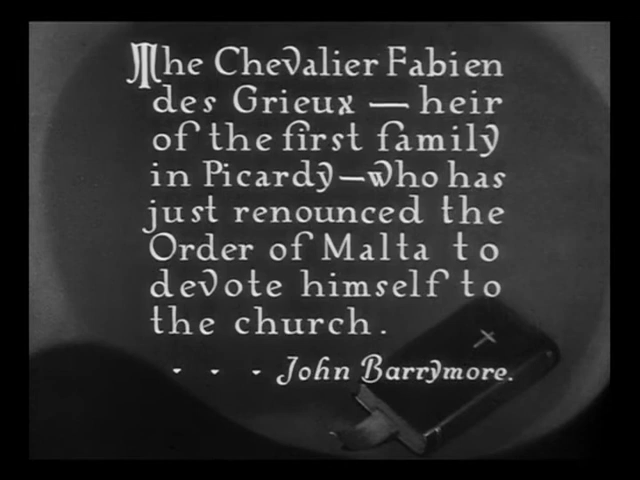 The Chevalier Fabien
des Grieux — heir
of the first family
in Picardy — who has
just renounced the
Order of Malta to
devote himself to
the church.
. . . John Barrymore.